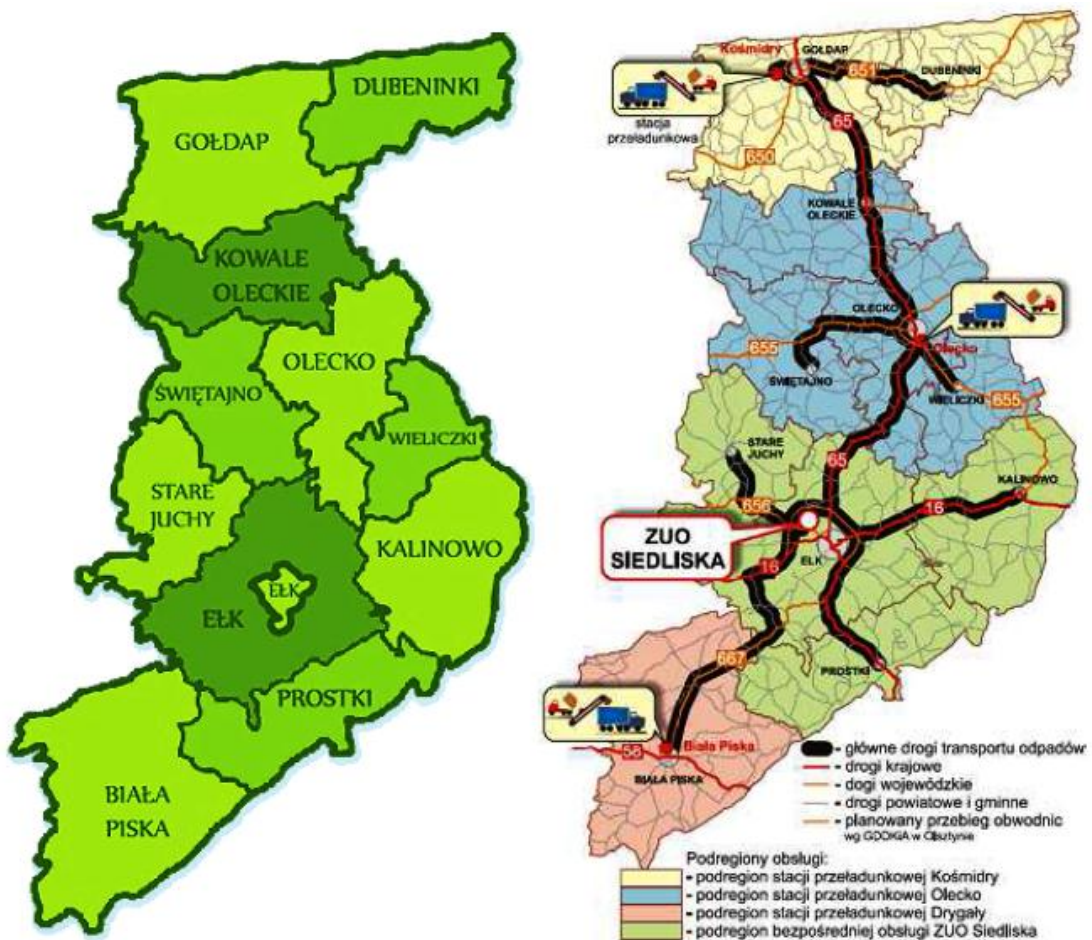 DUBENINKI
GOŁDAP
KOWALE
OLECKIE
OLECKO
ŚWIĘTAJNO
WIELICZKI
STARE
JUCHY
KALINOWO
EŁK
EŁK
PROSTKI
BIAŁA
PISKA
Kośmidry
GOŁDAP
651
DUBENINKI
stacja
przeładunkowa
65
650
KOWALE
OLECKIE
OLECKO
Olecko
655
ŚWIĘTAJNO
WIELICZKI
655
STARE
JUCHY
65
KALINOWO
656
16
ZUO
SIEDLISKA
EŁK
16
667
PROSTKI
58
Biała Piska
BIAŁA PISKA
- główne drogi transportu odpadów
- drogi krajowe
- dogi wojewódzkie
- drogi powiatowe i gminne
- planowany przebieg obwodnic
wg GDDKiA w Olsztynie
Podregiony obsługi:
- podregion stacji przeładunkowej Kośmidry
- podregion stacji przeładunkowej Olecko
- podregion stacji przeładunkowej Drygały
- podregion bezpośredniej obsługi ZUO Siedliska